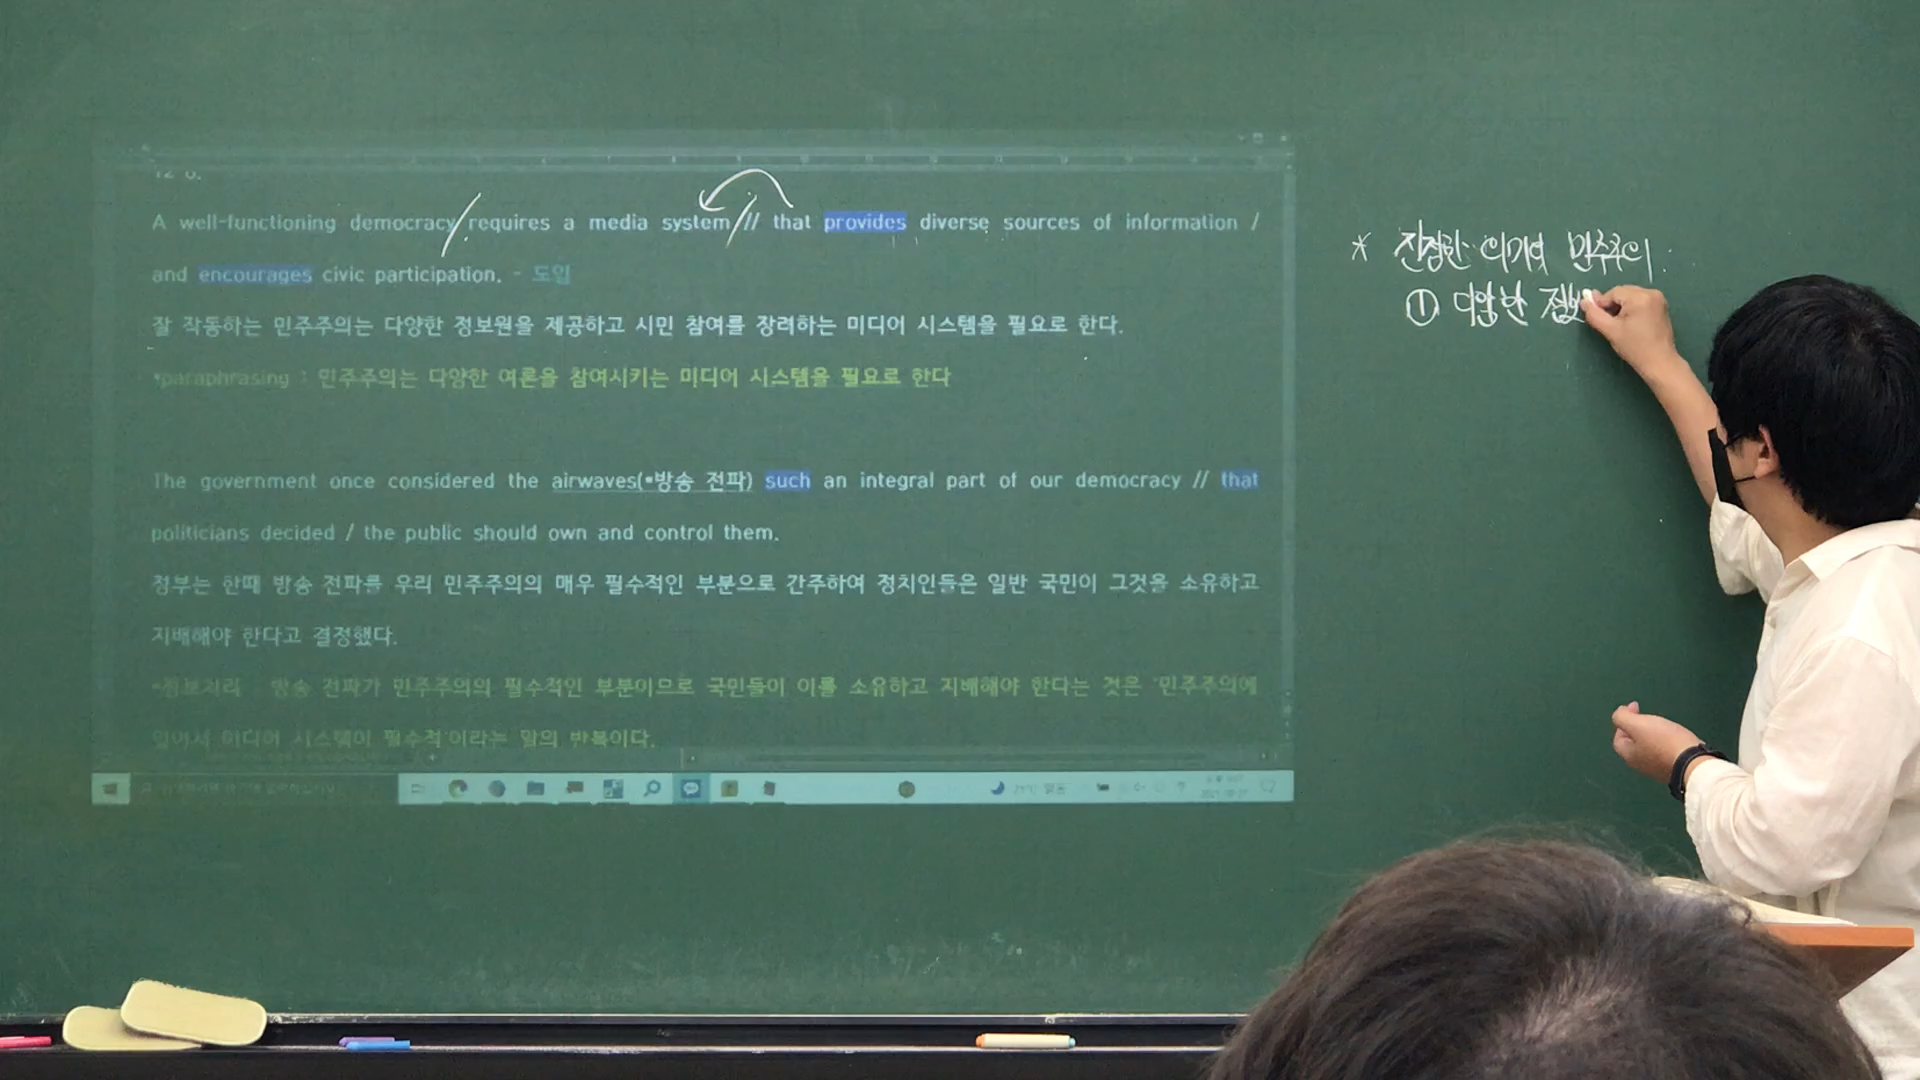 A well-functioning democracy requires a media system // that provides diverse sources of information /
and encourages civic participation. - 도입
잘 작동하는 민주주의는 다양한 정보원을 제공하고 시민 참여를 장려하는 미디어 시스템을 필요로 한다.
*paraphrasing : 민주주의는 다양한 여론을 참여시키는 미디어 시스템을 필요로 한다
The government once considered the airwaves(*방송 전파) such an integral part of our democracy // that
politicians decided / the public should own and control them.
정부는 한때 방송 전파를 우리 민주주의의 매우 필수적인 부분으로 간주하여 정치인들은 일반 국민이 그것을 소유하고
지배해야 한다고 결정했다.
*정보처리 : 방송 전파가 민주주의의 필수적인 부분이므로 국민들이 이를 소유하고 지배해야 한다는 것은 '민주주의에
있어서 미디어 시스템이 필수적'이라는 말의 반복이다.
* 진정한 의미의 민주주의
① 다양한 정보